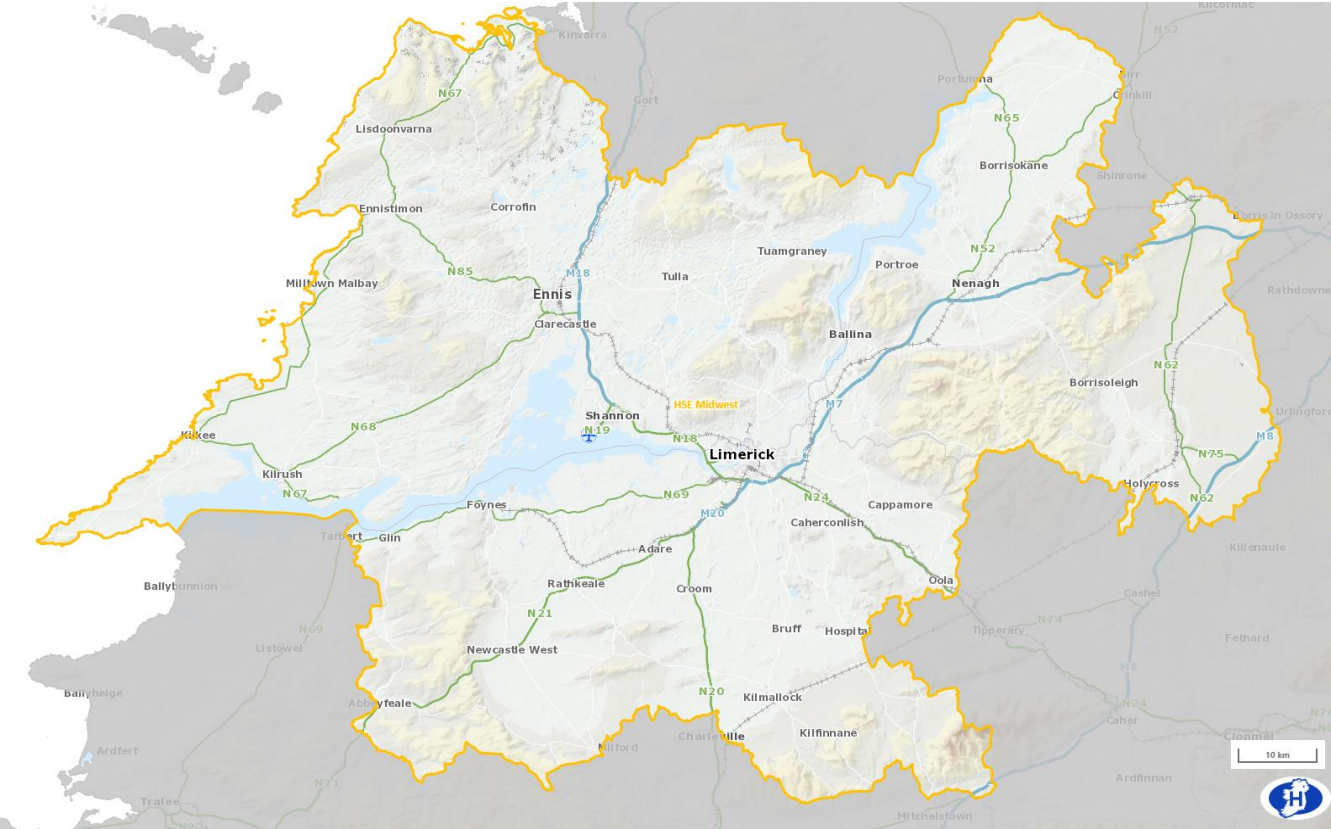 Kilcormac
N52
Kinvarra
Portumna
Birr
Crinkill
N67
Gort
N65
Lisdoonvarna
Borrisokane
Shinrone
Ennistimon
Corrofin
Borris in Ossory
Tuamgraney
N52
Portroe
N85
M18
Tulla
Milltown Malbay
Nenagh
Rathdowne
Ennis
Clarecastle
Ballina
N62
Borrisoleigh
HSE Midwest
M7
Shannon
Urlingford
N68
N19
Kilkee
N18
M8
Limerick
N75
Kilrush
Holycross
N67
N69
N24
N62
Foynes
M20
Cappamore
Caherconlish
Tarbert
Glin
Adare
Killenaule
Ballybunnion
Rathkeale
Croom
Oola
Cashel
N21
N74
N69
Bruff
Hospital
Tipperary
Fethard
Listowel
Newcastle West
M8
Ballyheige
N20
Kilmallock
Abbeyfeale
N24
Caher
Charleville
Kilfinnane
Clonmel
Milford
Ardfert
10 km
Ardfinnan
N21
H
Tralee
Mitchelstown
N22